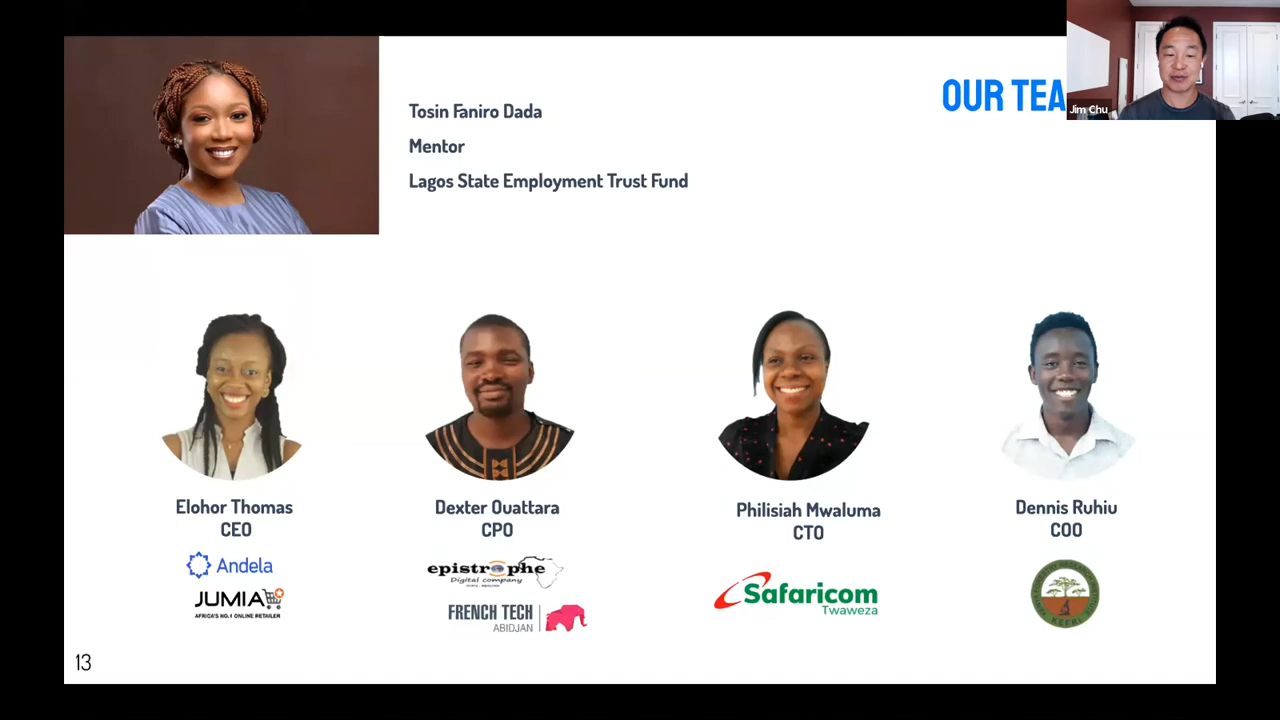 OUR TEA
Jim Chu
Tosin Faniro Dada
Mentor
Lagos State Employment Trust Fund
Elohor Thomas
CEO
Andela
JUMIA
AFRICA'S NO.1 ONLINE RETAILER
Dexter Ouattara
CPO
epistrophe
Digital company
FRENCH TECH
ABIDJAN
Philisiah Mwaluma
CTO
Safaricom
Twaweza
Dennis Ruhiu
COO
KEFRI
13